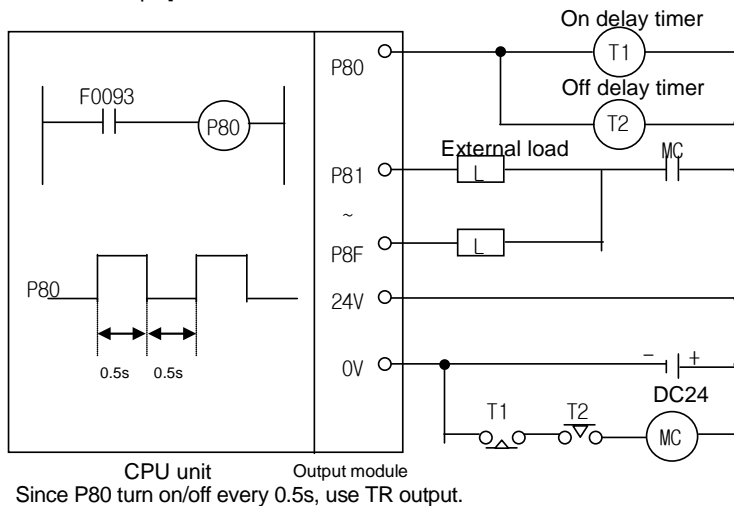 On delay timer
P80
T1
F0093
P80
Off delay timer
T2
External load
MC
P81
L
~
P8F
L
P80
24V
0.5s
0.5s
0V
− +
DC24
T1
T2
MC
CPU unit
Output module
Since P80 turn on/off every 0.5s, use TR output.